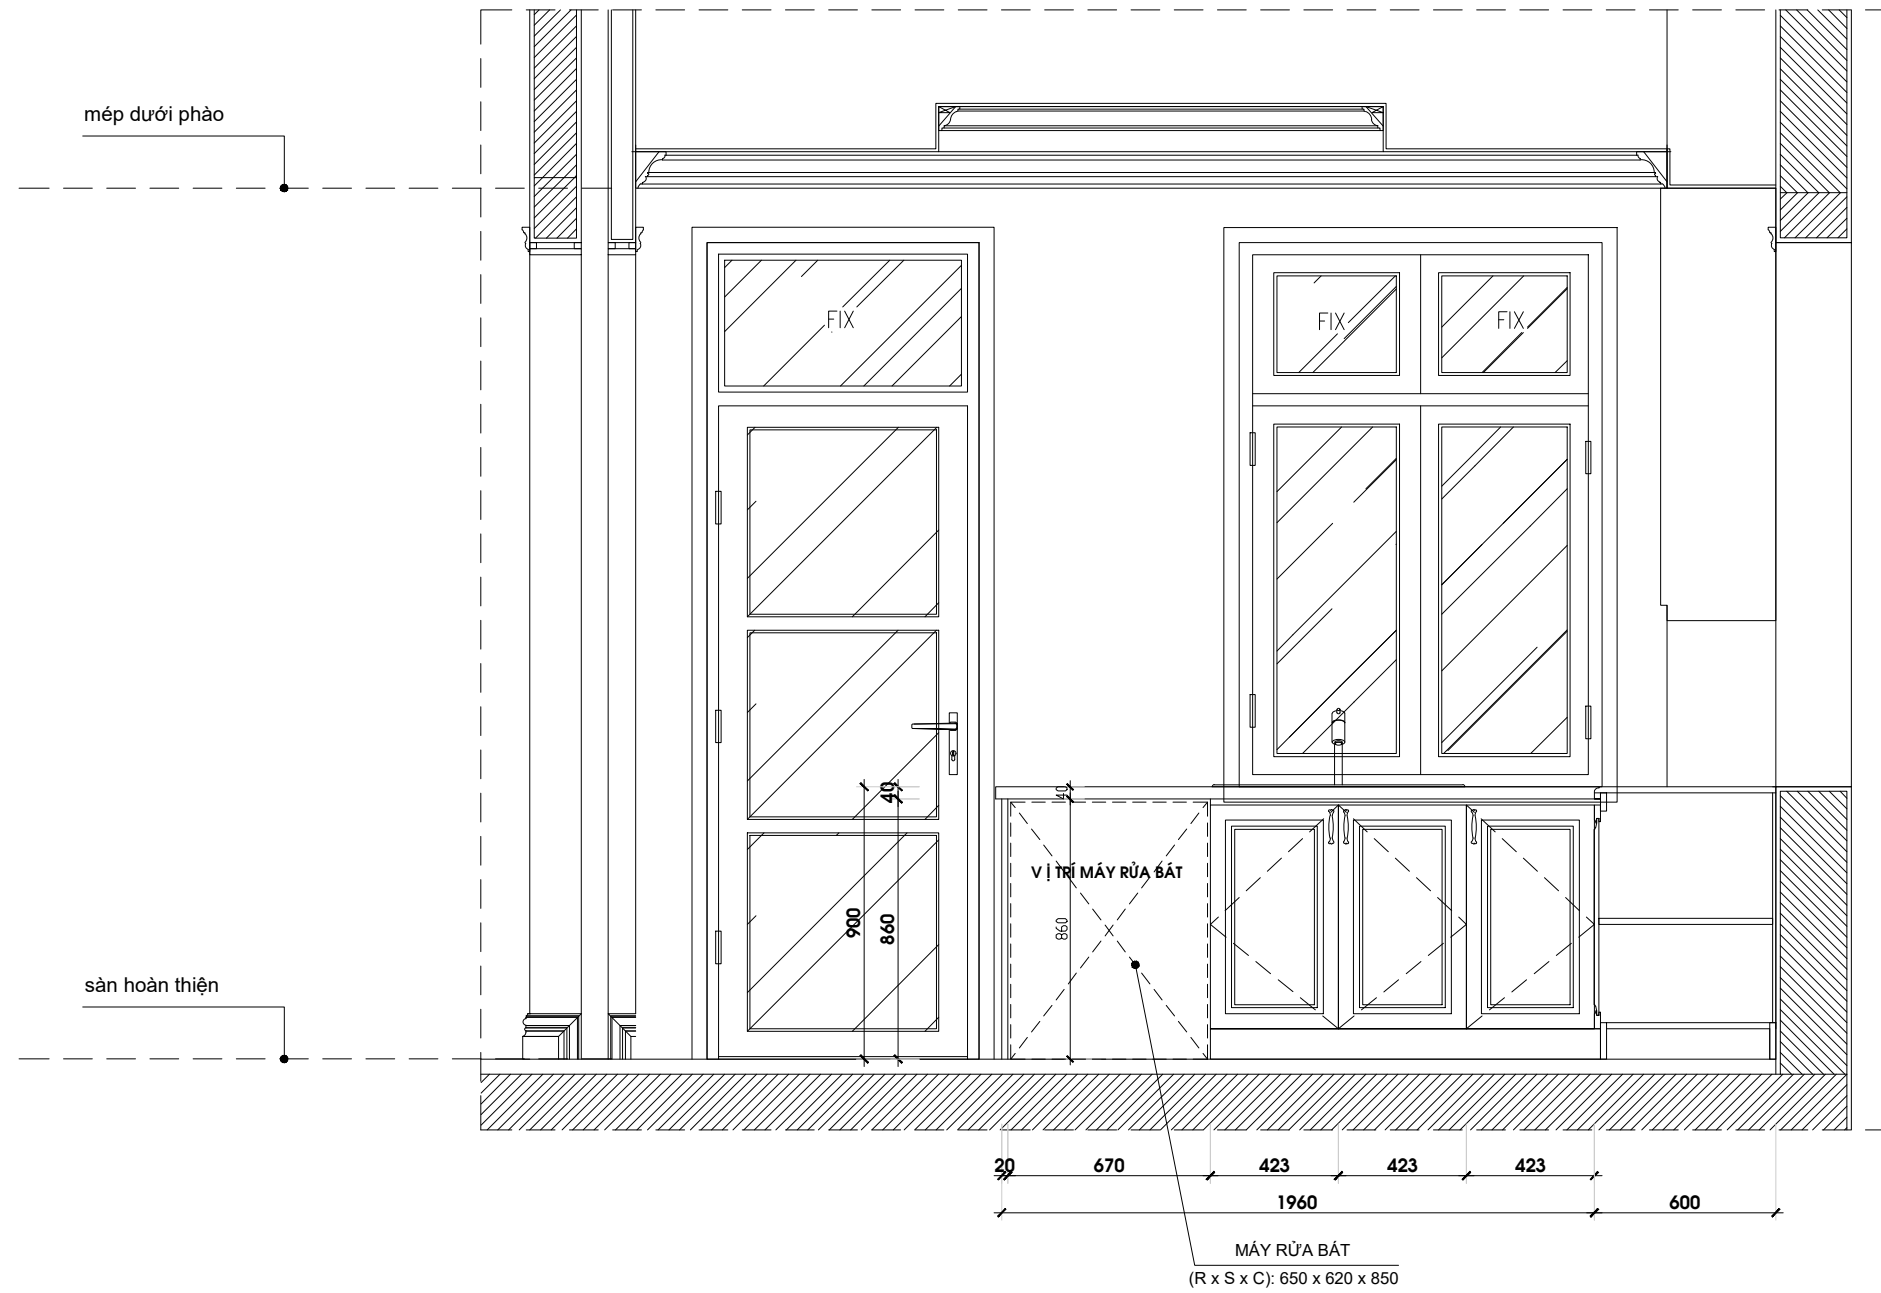 mép dưới phào
FIX
FIX
FIX
40
40
V Ị TRÍ MÁY RỬA BÁT
900
860
860
sàn hoàn thiện
20
670
423
423
423
1960
600
MÁY RỬA BÁT
(R x S x C): 650 x 620 x 850